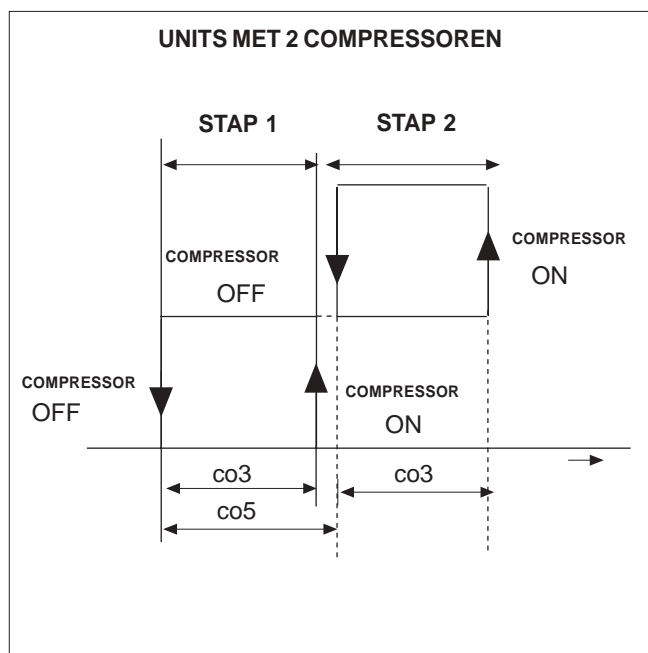 UNITS MET 2 COMPRESSOREN
STAP 1
STAP 2
COMPRESSOR
OFF
COMPRESSOR
ON
COMPRESSOR
OFF
COMPRESSOR
ON
co3
co3
co5